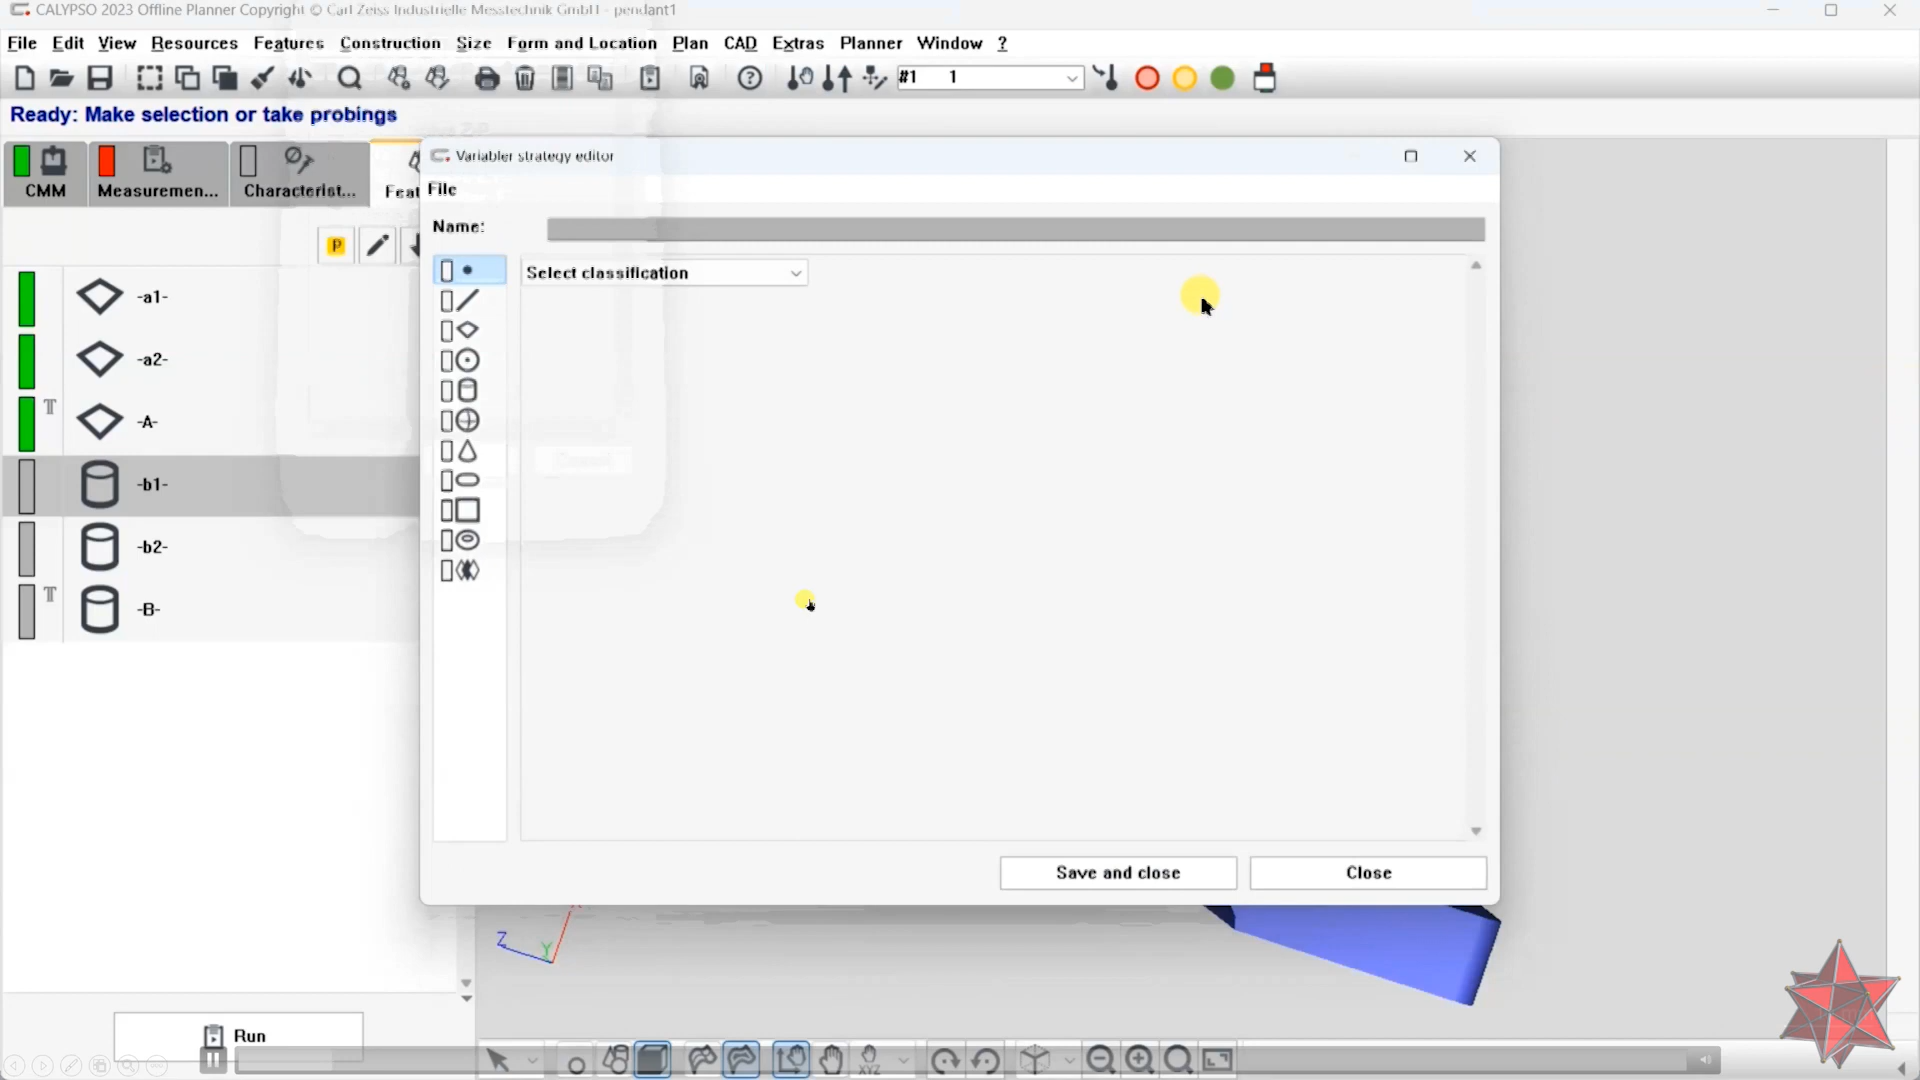 CALYPSO 2023 Offline Planner Copyright © Carl Zeiss Industrielle Messtechnik GmbH - pendant1
File Edit View Resources Features Construction Size Form and Location Plan CAD Extras Planner Window ?
#1 1
Ready: Make selection or take probings
CMM Measuremen... Characterist... Feat
P
-a1-
-a2-
T -A-
-b1-
-b2-
T -B-
Run
Variabler strategy editor
File
Name:
Select classification
Save and close Close
Z Y
XYZ